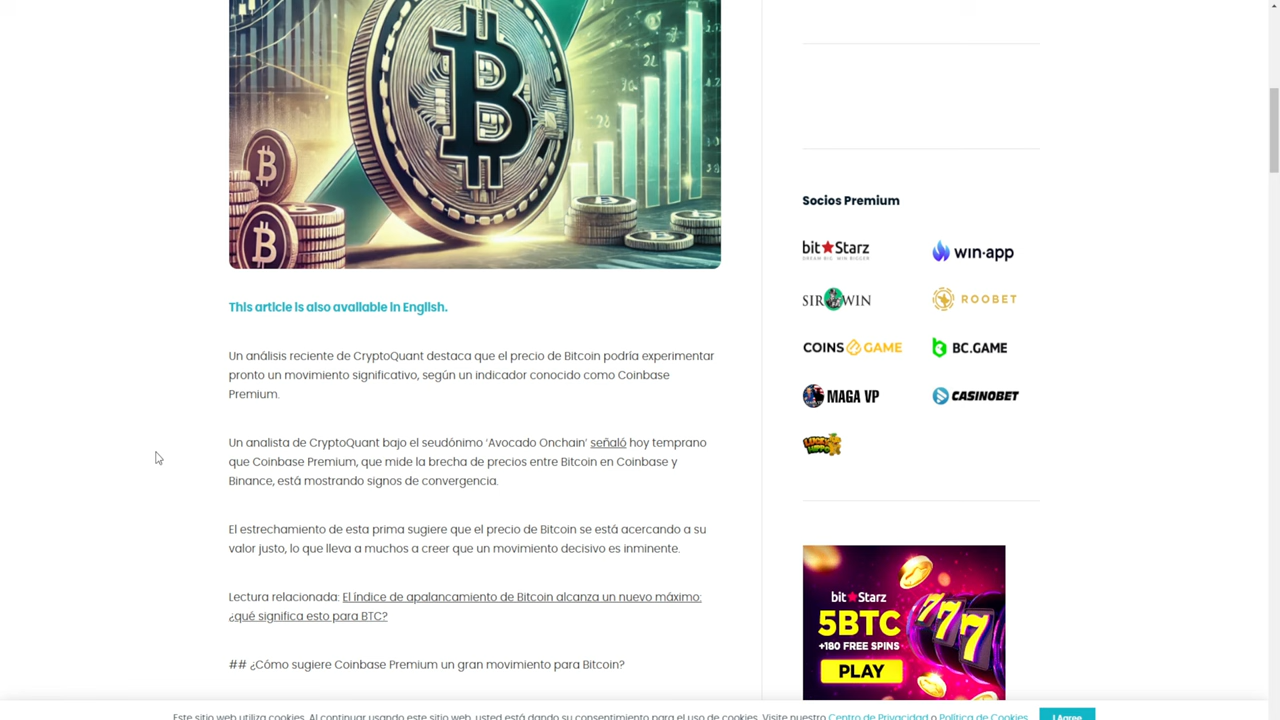 This article is also available in English.
Un análisis reciente de CryptoQuant destaca que el precio de Bitcoin podría experimentar
pronto un movimiento significativo, según un indicador conocido como Coinbase
Premium.
Un analista de CryptoQuant bajo el seudónimo ‘Avocado Onchain’ señaló hoy temprano
que Coinbase Premium, que mide la brecha de precios entre Bitcoin en Coinbase y
Binance, está mostrando signos de convergencia.
El estrechamiento de esta prima sugiere que el precio de Bitcoin se está acercando a su
valor justo, lo que lleva a muchos a creer que un movimiento decisivo es inminente.
Lectura relacionada: El índice de apalancamiento de Bitcoin alcanza un nuevo máximo:
¿qué significa esto para BTC?
## ¿Cómo sugiere Coinbase Premium un gran movimiento para Bitcoin?
Socios Premium
bitStarz
DREAM BIG. WIN BIGGER
win·app
SIRWIN
ROOBET
COINS GAME
BC.GAME
MAGA VP
CASINOBET
LUCKY
HIPPO
bitStarz
5BTC
+180 FREE SPINS
PLAY
777
Este sitio web utiliza cookies. Al continuar usando este sitio web, usted está dando su consentimiento para el uso de cookies. Visite nuestro Centro de Privacidad o Política de Cookies.
I Agree